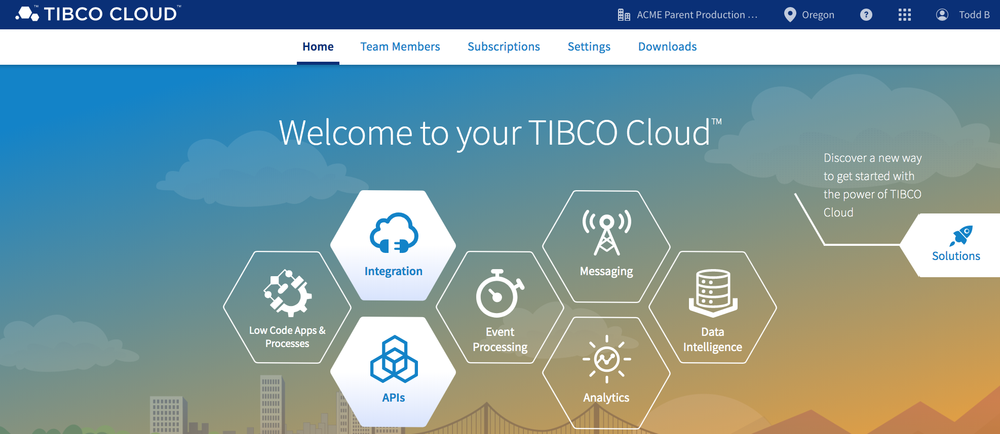 TIBCO CLOUD™
ACME Parent Production ...
Oregon
?
Todd B
Home
Team Members
Subscriptions
Settings
Downloads
Welcome to your TIBCO Cloud™
Discover a new way
to get started with
the power of TIBCO
Cloud
Solutions
Integration
Messaging
Low Code Apps &
Processes
Event
Processing
Data
Intelligence
APIs
Analytics